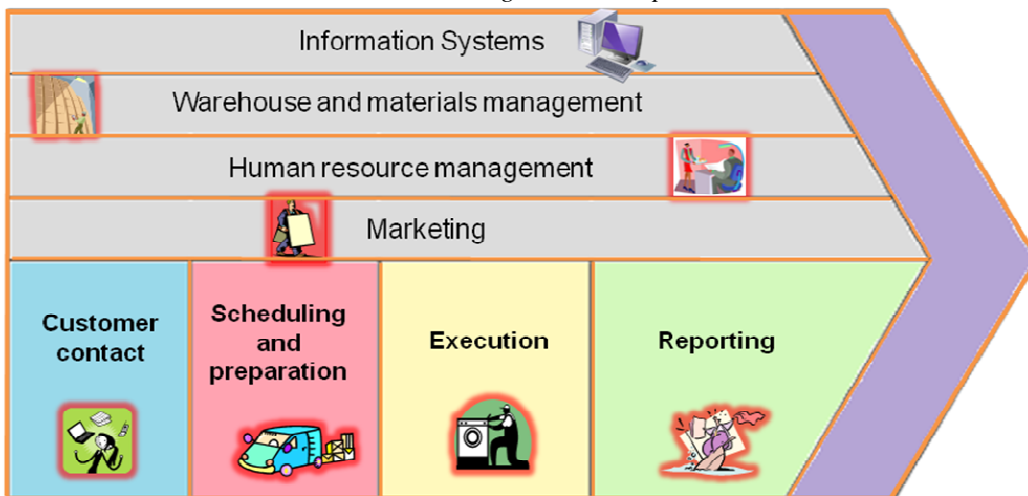 Information Systems
Warehouse and materials management
Human resource management
Marketing
Customer
contact
Scheduling
and
preparation
Execution
Reporting